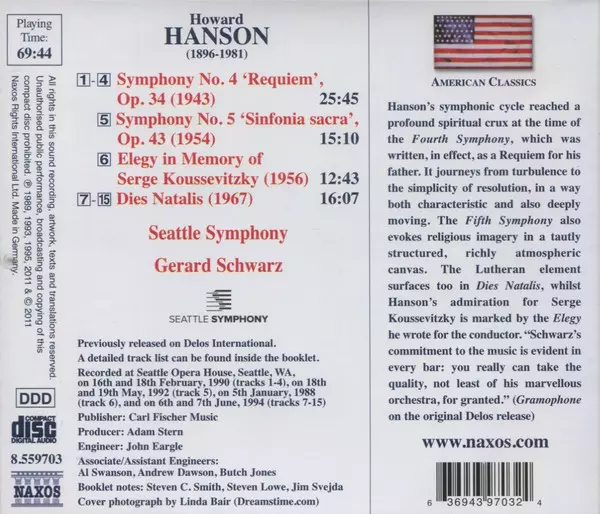 Playing
Time:
69:44
All rights in this sound recording, artwork, texts and translations reserved.
Unauthorised public performance, broadcasting and copying of this
compact disc prohibited. ℗ 1989, 1993, 1995, 2011 & © 2011
Naxos Rights International Ltd. Made in Germany.
DDD
COMPACT
disc
DIGITAL AUDIO
8.559703
NAXOS
Howard
HANSON
(1896-1981)
1-4 Symphony No. 4 ‘Requiem’,
Op. 34 (1943) 25:45
5 Symphony No. 5 ‘Sinfonia sacra’,
Op. 43 (1954) 15:10
6 Elegy in Memory of
Serge Koussevitzky (1956) 12:43
7-15 Dies Natalis (1967) 16:07
Seattle Symphony
Gerard Schwarz
SEATTLE SYMPHONY
Previously released on Delos International.
A detailed track list can be found inside the booklet.
Recorded at Seattle Opera House, Seattle, WA,
on 16th and 18th February, 1990 (tracks 1-4), on 18th
and 19th May, 1992 (track 5), on 5th January, 1988
(track 6), and on 6th and 7th June, 1994 (tracks 7-15)
Publisher: Carl Fischer Music
Producer: Adam Stern
Engineer: John Eargle
Associate/Assistant Engineers:
Al Swanson, Andrew Dawson, Butch Jones
Booklet notes: Steven C. Smith, Steven Lowe, Jim Svejda
Cover photograph by Linda Bair (Dreamstime.com)
AMERICAN CLASSICS
Hanson’s symphonic cycle reached a
profound spiritual crux at the time of
the Fourth Symphony, which was
written, in effect, as a Requiem for his
father. It journeys from turbulence to
the simplicity of resolution, in a way
both characteristic and also deeply
moving. The Fifth Symphony also
evokes religious imagery in a tautly
structured, richly atmospheric
canvas. The Lutheran element
surfaces too in Dies Natalis, whilst
Hanson’s admiration for Serge
Koussevitzky is marked by the Elegy
he wrote for the conductor. “Schwarz’s
commitment to the music is evident in
every bar: you really can take the
quality, not least of his marvellous
orchestra, for granted.” (Gramophone
on the original Delos release)
www.naxos.com
6 36943 97032 4